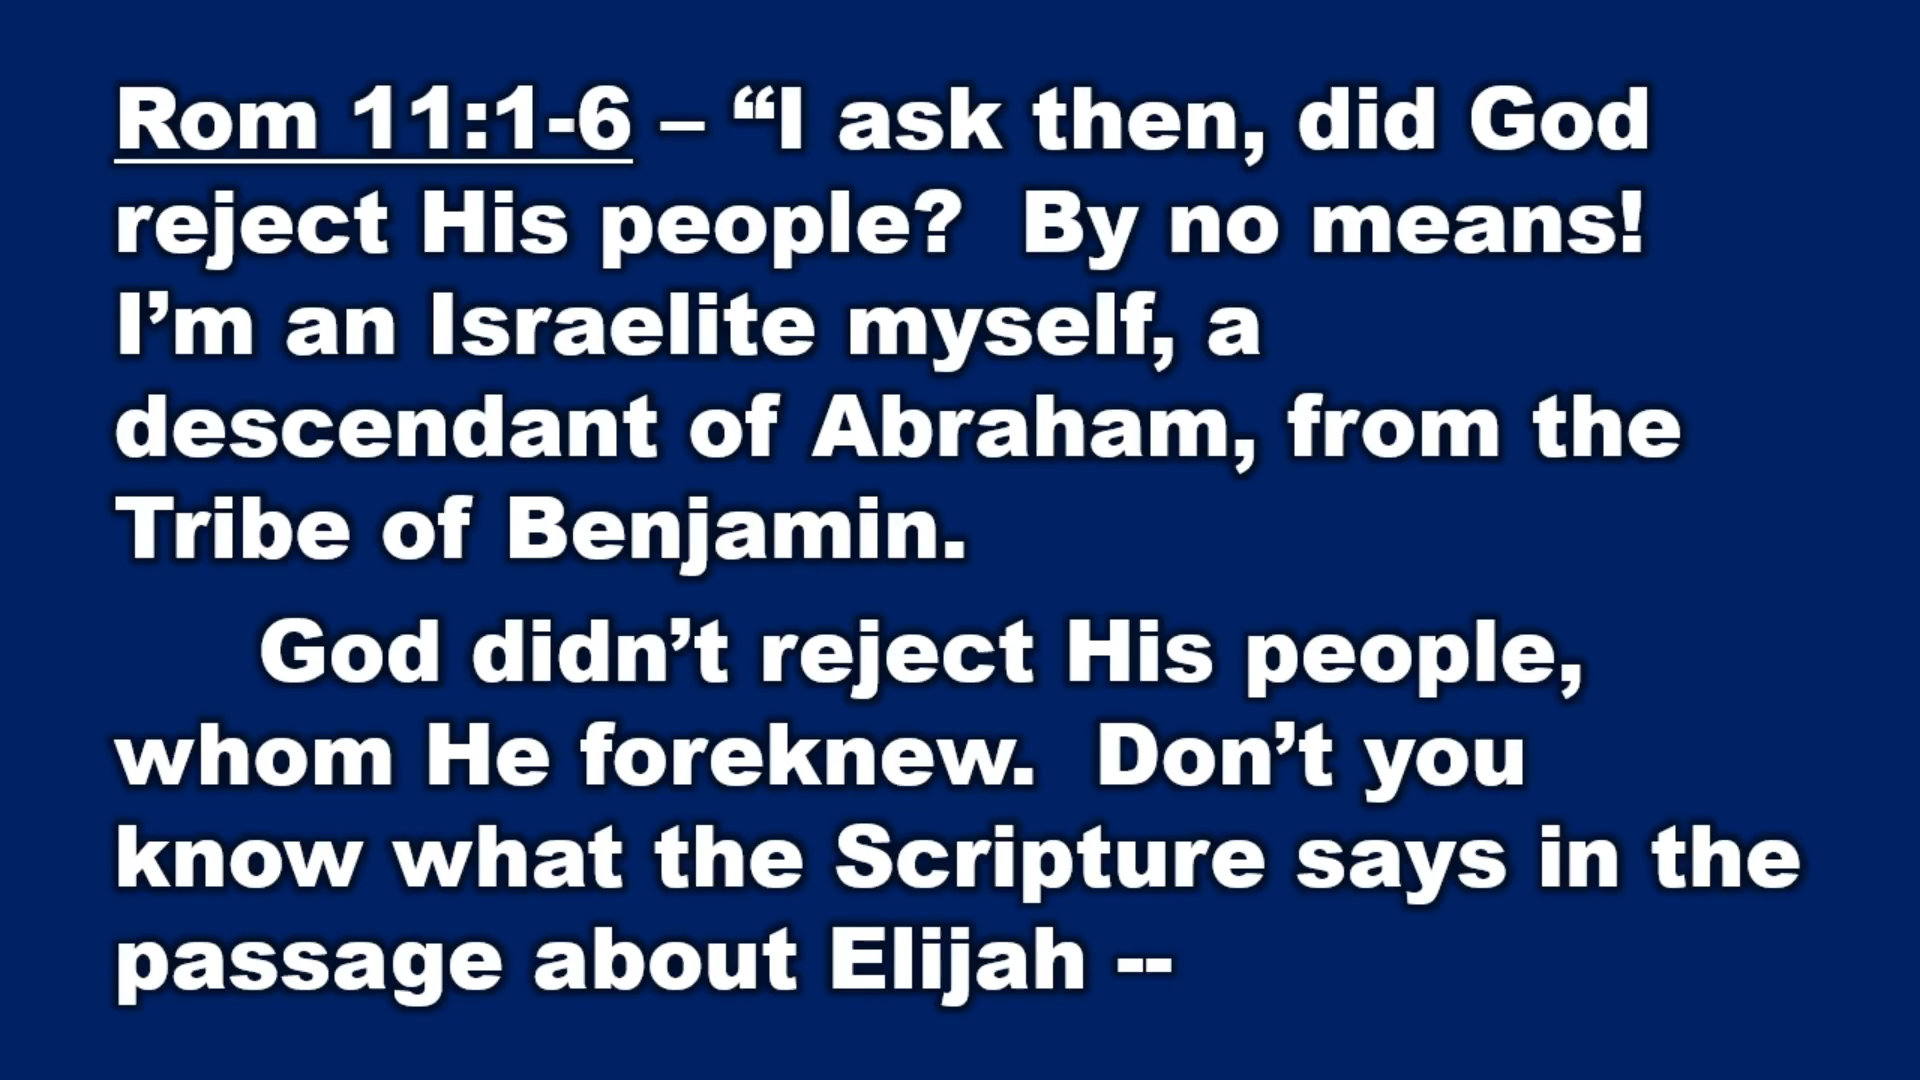 Rom 11:1-6 – “I ask then, did God
reject His people?  By no means!
I’m an Israelite myself, a
descendant of Abraham, from the
Tribe of Benjamin.
God didn’t reject His people,
whom He foreknew.  Don’t you
know what the Scripture says in the
passage about Elijah --